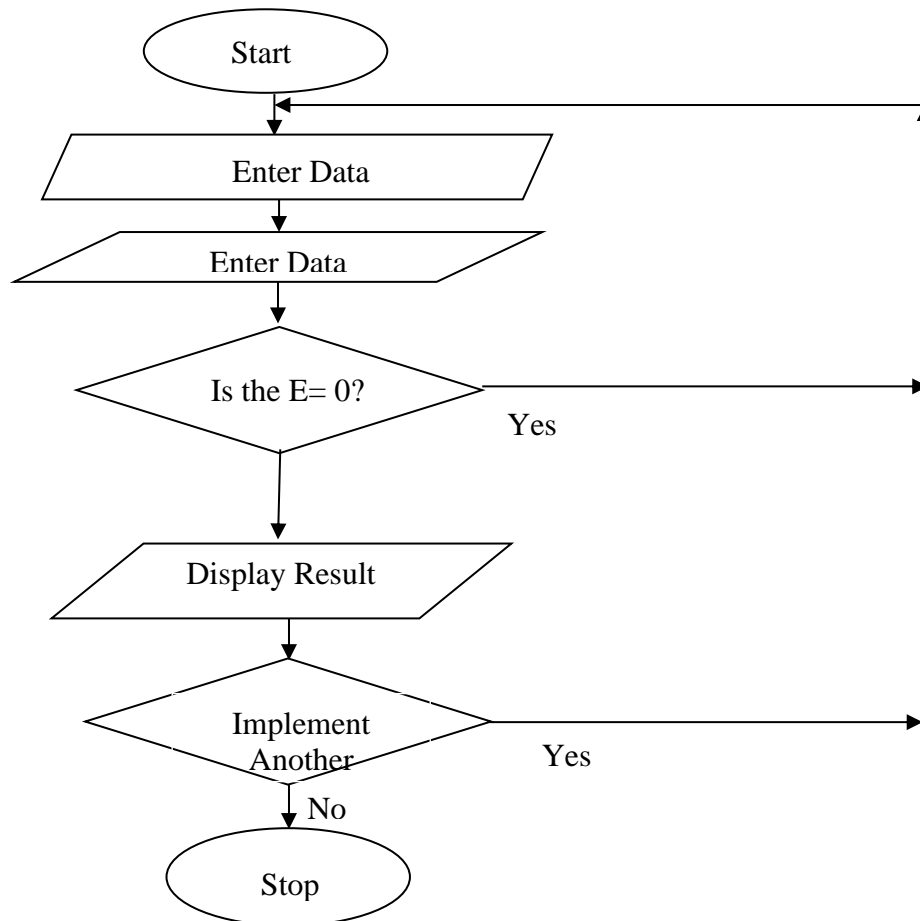 Start
Enter Data
Enter Data
Is the E= 0?
Yes
Display Result
Implement
Another
Yes
No
Stop